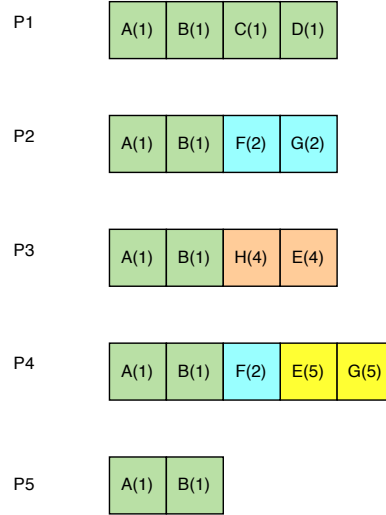 P1 A(1) B(1) C(1) D(1)
P2 A(1) B(1) F(2) G(2)
P3 A(1) B(1) H(4) E(4)
P4 A(1) B(1) F(2) E(5) G(5)
P5 A(1) B(1)